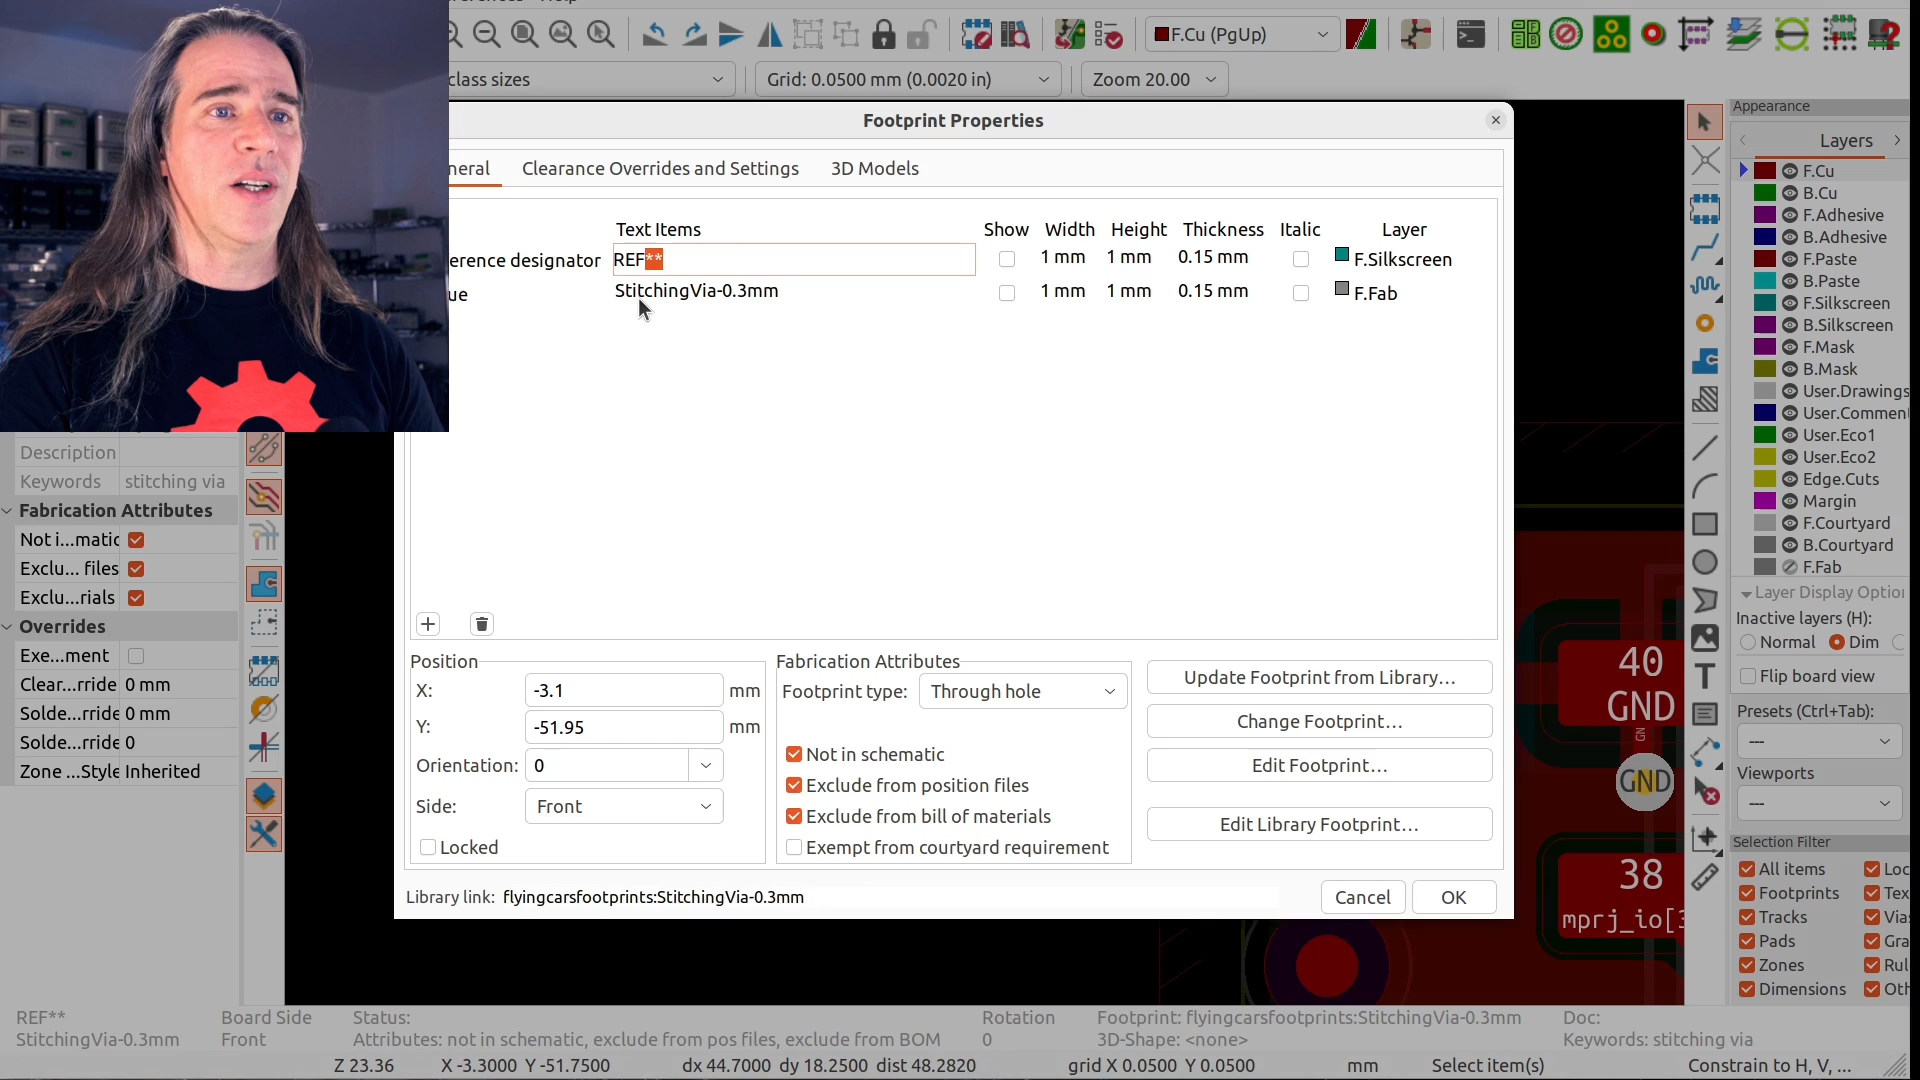 F.Cu (PgUp)
class sizes
Grid: 0.0500 mm (0.0020 in)
Zoom 20.00
Footprint Properties
neral
Clearance Overrides and Settings
3D Models
Text Items
Show
Width
Height
Thickness
Italic
Layer
erence designator
REF**
1 mm
1 mm
0.15 mm
F.Silkscreen
ue
StitchingVia-0.3mm
1 mm
1 mm
0.15 mm
F.Fab
Position
X:
-3.1
mm
Y:
-51.95
mm
Orientation:
0
Side:
Front
Locked
Fabrication Attributes
Footprint type:
Through hole
Not in schematic
Exclude from position files
Exclude from bill of materials
Exempt from courtyard requirement
Update Footprint from Library...
Change Footprint...
Edit Footprint...
Edit Library Footprint...
Library link:
flyingcarsfootprints:StitchingVia-0.3mm
Cancel
OK
Description
Keywords
stitching via
Fabrication Attributes
Not i...matic
Exclu... files
Exclu...rials
Overrides
Exe...ment
Clear...rride
0 mm
Solde...rride
0 mm
Solde...rride
0
Zone ...Style
Inherited
Appearance
Layers
F.Cu
B.Cu
F.Adhesive
B.Adhesive
F.Paste
B.Paste
F.Silkscreen
B.Silkscreen
F.Mask
B.Mask
User.Drawings
User.Commen
User.Eco1
User.Eco2
Edge.Cuts
Margin
F.Courtyard
B.Courtyard
F.Fab
Layer Display Optio
Inactive layers (H):
Normal
Dim
Flip board view
Presets (Ctrl+Tab):
---
Viewports
---
Selection Filter
All items
Loc
Footprints
Tex
Tracks
Via
Pads
Gra
Zones
Rul
Dimensions
Oth
40
GND
GN
GND
38
mprj_io[3
REF**
StitchingVia-0.3mm
Board Side
Front
Status:
Attributes: not in schematic, exclude from pos files, exclude from BOM
Rotation
0
Footprint: flyingcarsfootprints:StitchingVia-0.3mm
3D-Shape: <none>
Doc:
Keywords: stitching via
Z 23.36
X -3.3000 Y -51.7500
dx 44.7000 dy 18.2500 dist 48.2820
grid X 0.0500 Y 0.0500
mm
Select item(s)
Constrain to H, V, ...